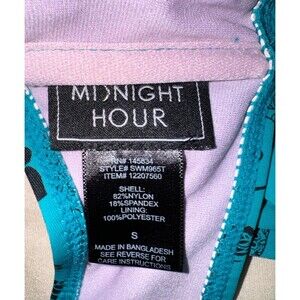 MIDNIGHT
HOUR
RN# 145834
STYLE# SWM965T
ITEM# 12207560
SHELL:
82%NYLON
18%SPANDEX
LINING:
100%POLYESTER
S
MADE IN BANGLADESH
SEE REVERSE FOR
CARE INSTRUCTIONS